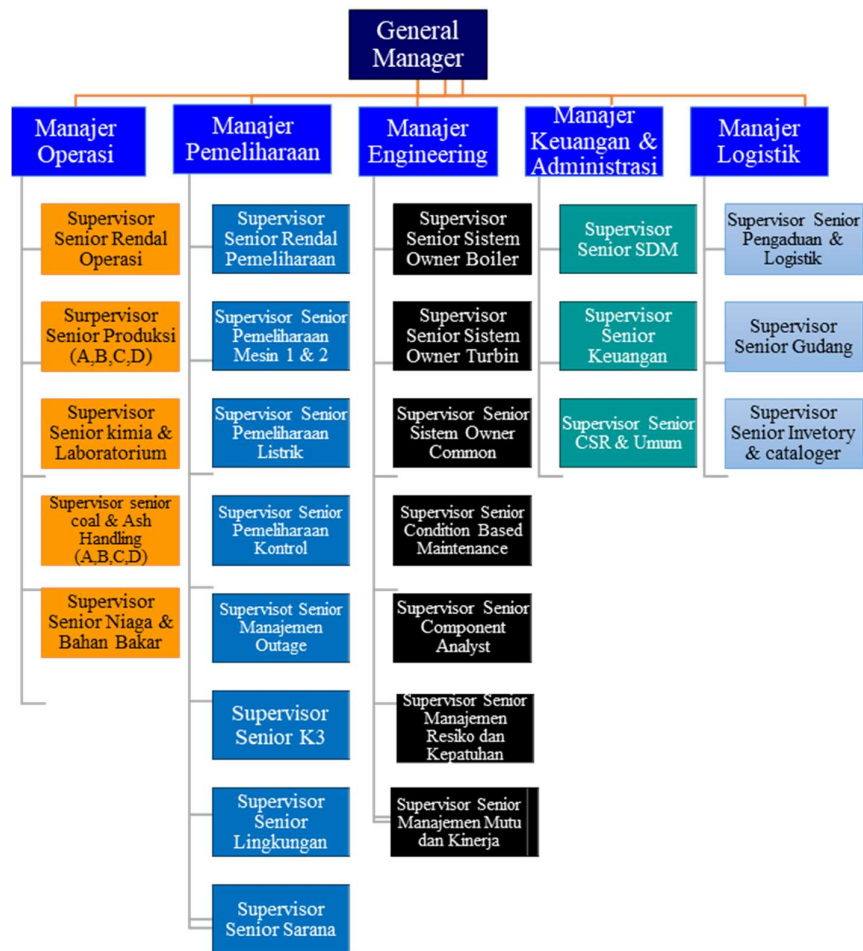 General
Manager
Manajer
Operasi
Manajer
Pemeliharaan
Manajer
Engineering
Manajer
Keuangan &
Administrasi
Manajer
Logistik
Supervisor
Senior Rendal
Operasi
Surpervisor
Senior Produksi
(A,B,C,D)
Supervisor
Senior kimia &
Laboratorium
Supervisor senior
coal & Ash
Handling
(A,B,C,D)
Supervisor
Senior Niaga &
Bahan Bakar
Supervisor
Senior Rendal
Pemeliharaan
Supervisor Senior
Pemeliharaan
Mesin 1 & 2
Supervisor Senior
Pemeliharaan
Listrik
Supervisor Senior
Pemeliharaan
Kontrol
Supervisot Senior
Manajemen
Outage
Supervisor
Senior K3
Supervisor
Senior
Lingkungan
Supervisor
Senior Sarana
Supervisor
Senior Sistem
Owner Boiler
Supervisor
Senior Sistem
Owner Turbin
Supervisor Senior
Sistem Owner
Common
Supervisor Senior
Condition Based
Maintenance
Supervisor Senior
Component
Analyst
Supervisor Senior
Manajemen
Resiko dan
Kepatuhan
Supervisor Senior
Manajemen Mutu
dan Kinerja
Supervisor
Senior SDM
Supervisor
Senior
Keuangan
Supervisor Senior
CSR & Umum
Supervisor Senior
Pengaduan &
Logistik
Supervisor
Senior Gudang
Supervisor
Senior Invetory
& cataloger